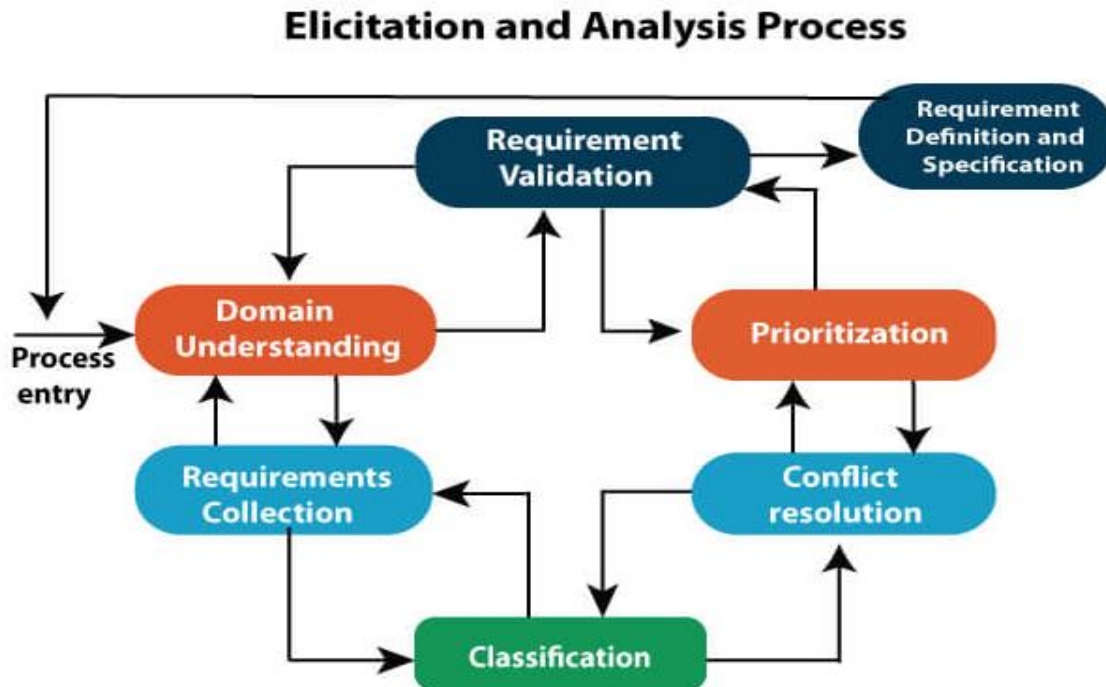 Elicitation and Analysis Process
Requirement
Definition and
Specification
Requirement
Validation
Domain
Understanding
Prioritization
Process
entry
Requirements
Collection
Conflict
resolution
Classification